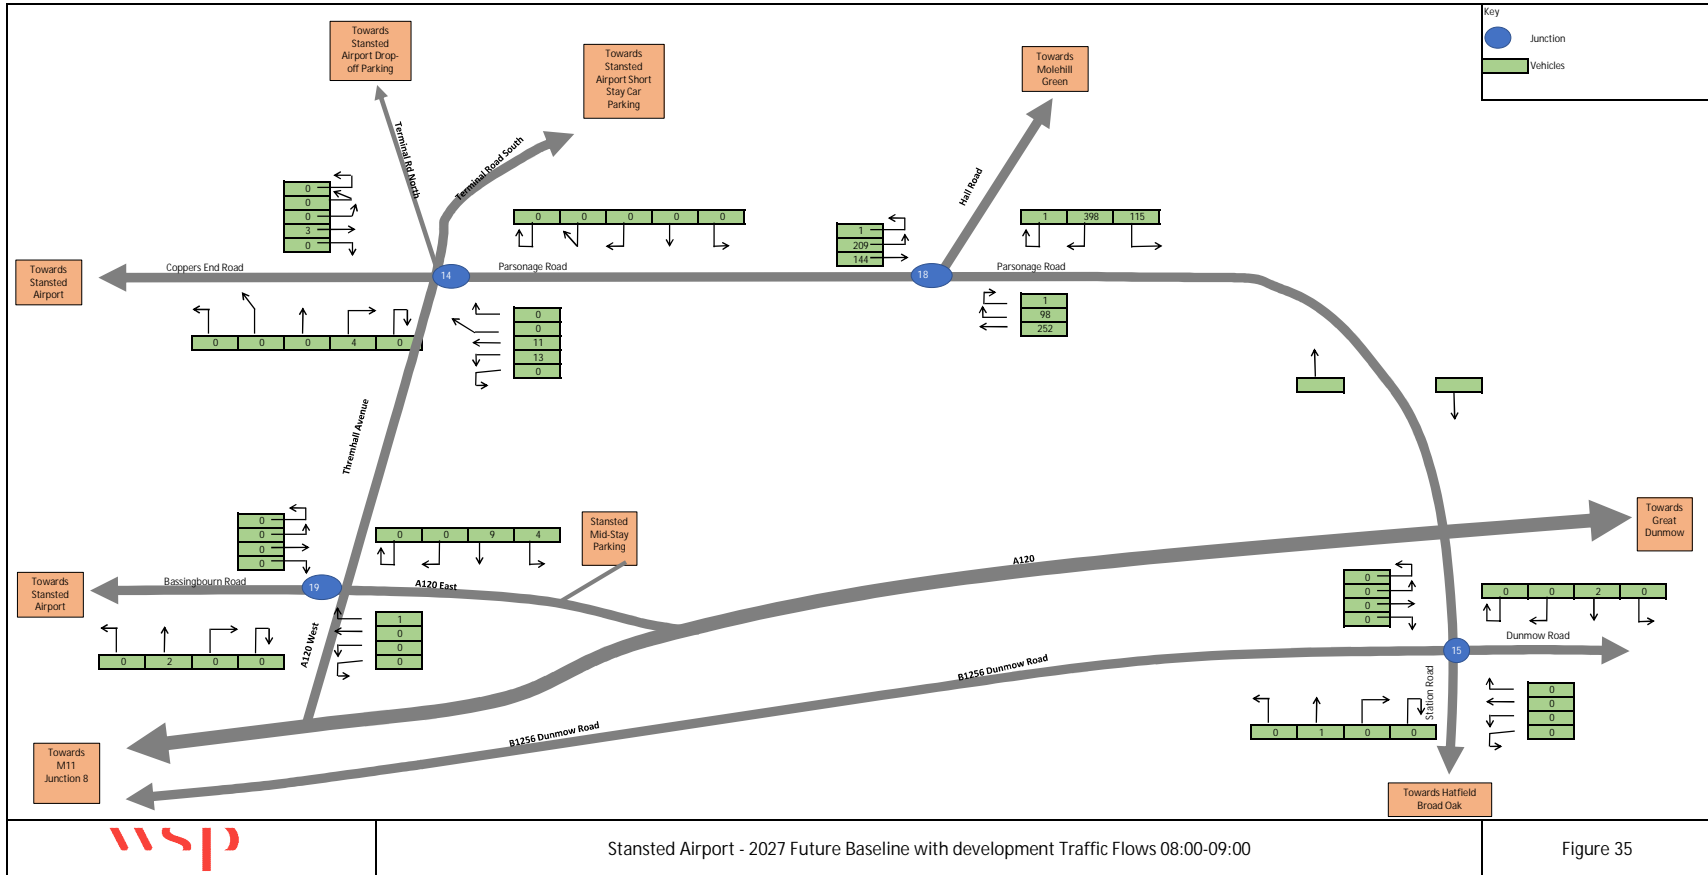 Key
Junction
Vehicles
Towards
Stansted
Airport Drop-
off Parking
Towards
Stansted
Airport Short
Stay Car
Parking
Towards
Molehill
Green
Terminal Rd North
Terminal Road South
Hall Road
0
0
0
3
0
0 0 0 0 0
1
209
144
1 398 115
Towards
Stansted
Airport
Coppers End Road
14
Parsonage Road
18
Parsonage Road
0 0 0 4 0
0
0
11
13
0
1
98
252
Thremhall Avenue
0
0
0
0
0 0 9 4
Stansted
Mid-Stay
Parking
Towards
Great
Dunmow
A120
Towards
Stansted
Airport
Bassingbourn Road
19
A120 East
0
0
0
0
0 0 2 0
A120 West
1
0
0
0
0 2 0 0
15
Dunmow Road
B1256 Dunmow Road
Station Road
0
0
0
0
0 1 0 0
B1256 Dunmow Road
Towards
M11
Junction 8
Towards Hatfield
Broad Oak
wsp
Stansted Airport - 2027 Future Baseline with development Traffic Flows 08:00-09:00
Figure 35